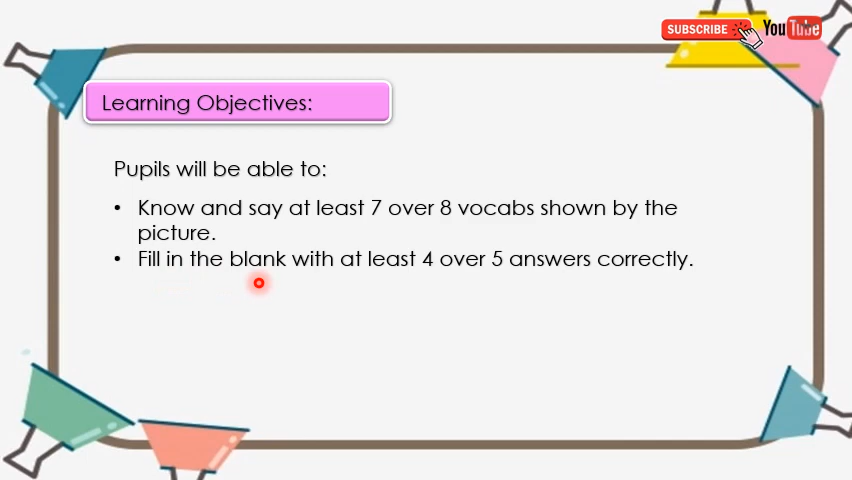 SUBSCRIBE YouTube
Learning Objectives:
Pupils will be able to:
• Know and say at least 7 over 8 vocabs shown by the
picture.
• Fill in the blank with at least 4 over 5 answers correctly.